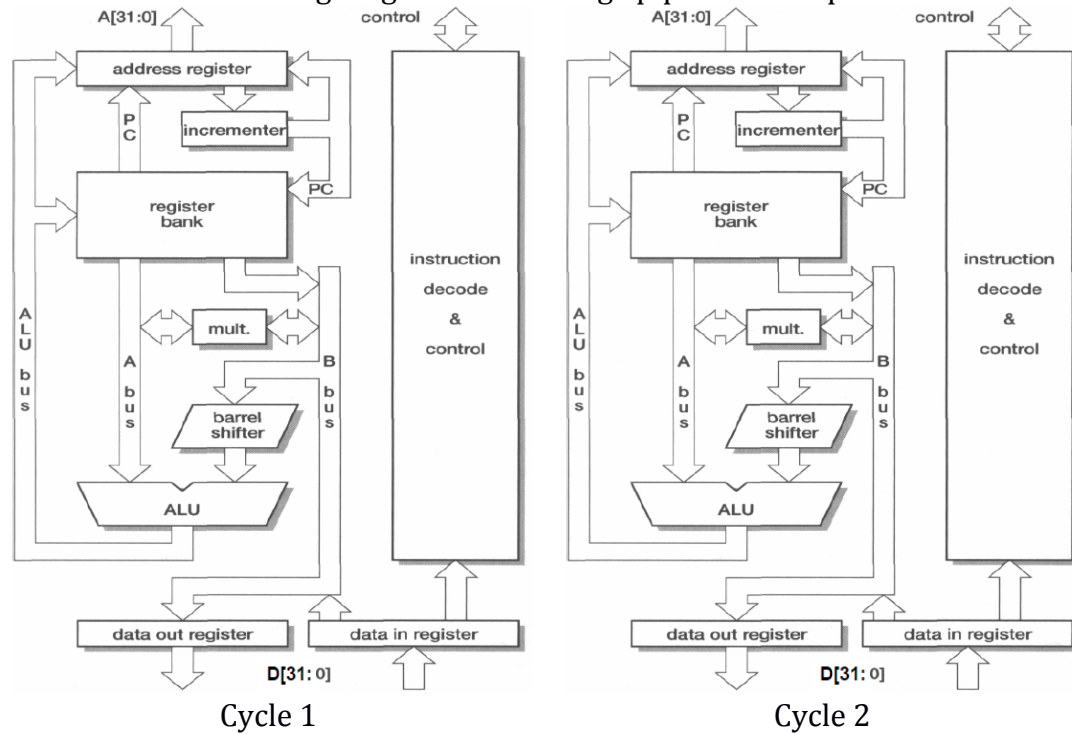 A[31:0]
control
address register
P
C
incrementer
PC
register
bank
instruction
decode
&
control
A
L
U
b
u
s
A
b
u
s
mult.
B
b
u
s
barrel
shifter
ALU
data out register
data in register
D[31: 0]
Cycle 1
A[31:0]
control
address register
P
C
incrementer
PC
register
bank
instruction
decode
&
control
A
L
U
b
u
s
A
b
u
s
mult.
B
b
u
s
barrel
shifter
ALU
data out register
data in register
D[31: 0]
Cycle 2